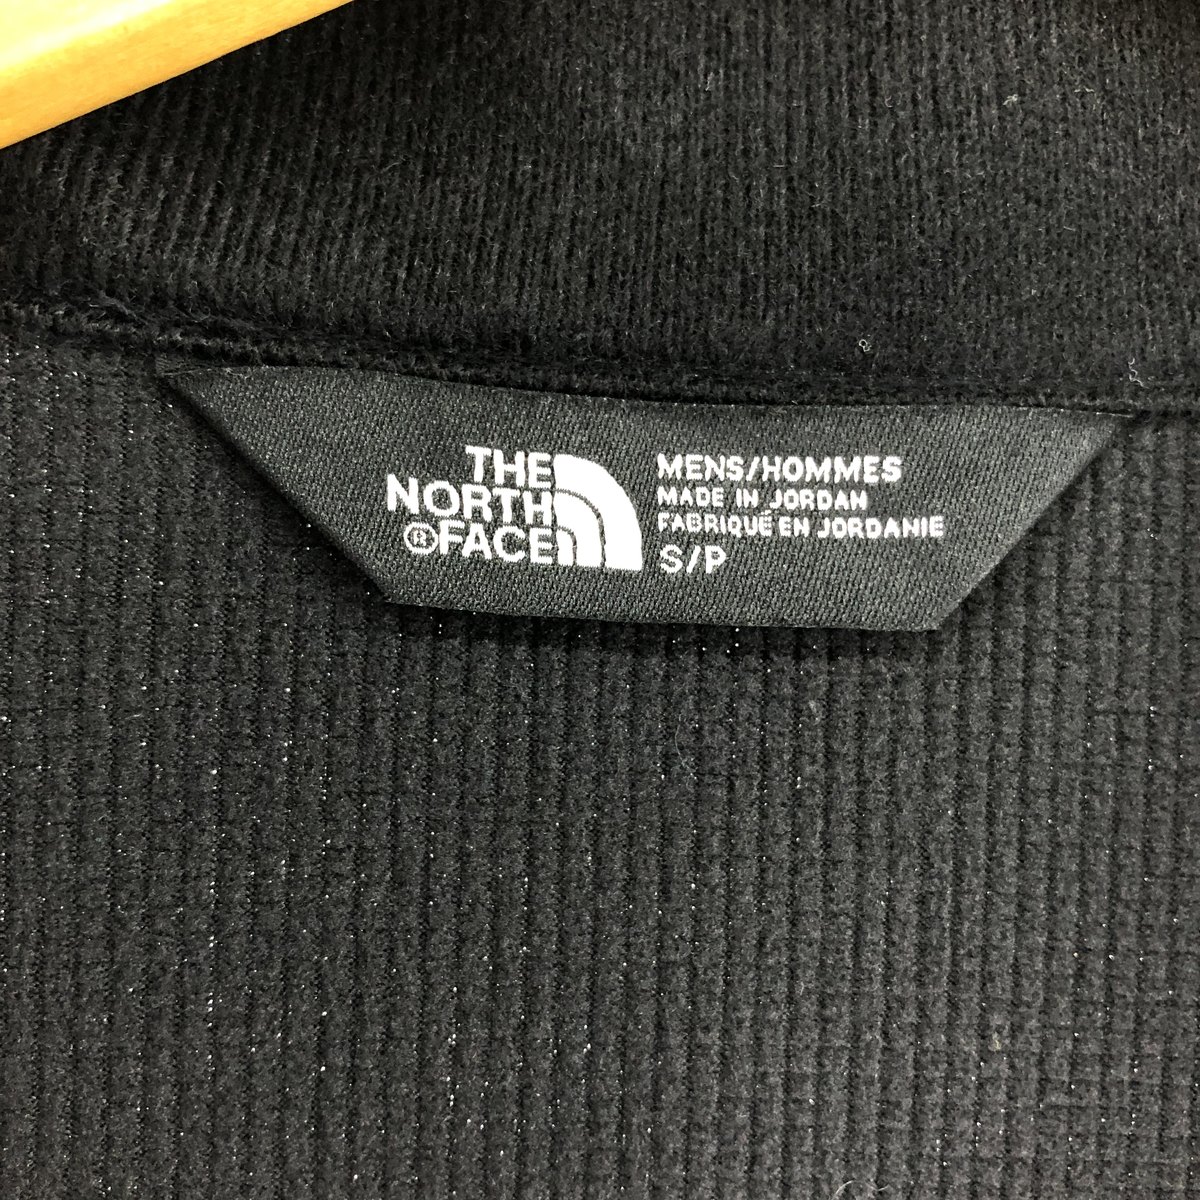 THE
NORTH
®FACE
MENS/HOMMES
MADE IN JORDAN
FABRIQUÉ EN JORDANIE
S/P